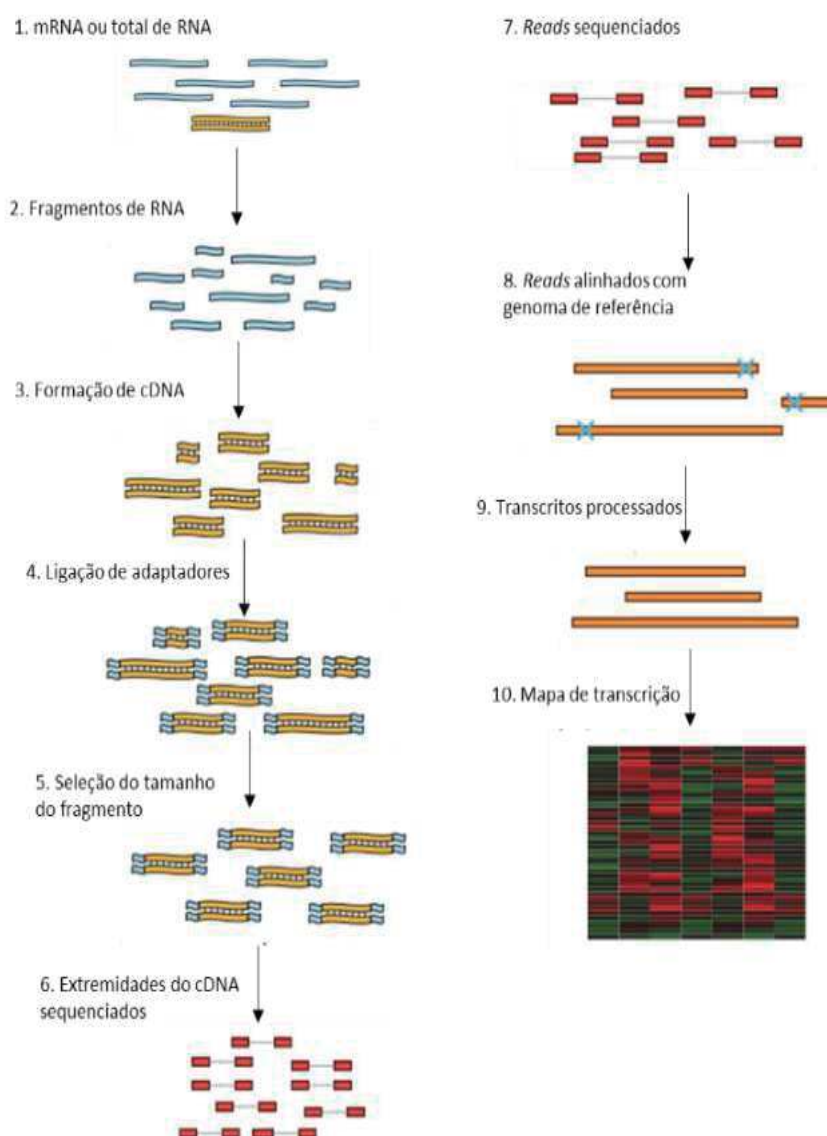 1. mRNA ou total de RNA
2. Fragmentos de RNA
3. Formação de cDNA
4. Ligação de adaptadores
5. Seleção do tamanho
do fragmento
6. Extremidades do cDNA
sequenciados
7. Reads sequenciados
8. Reads alinhados com
genoma de referência
9. Transcritos processados
10. Mapa de transcrição